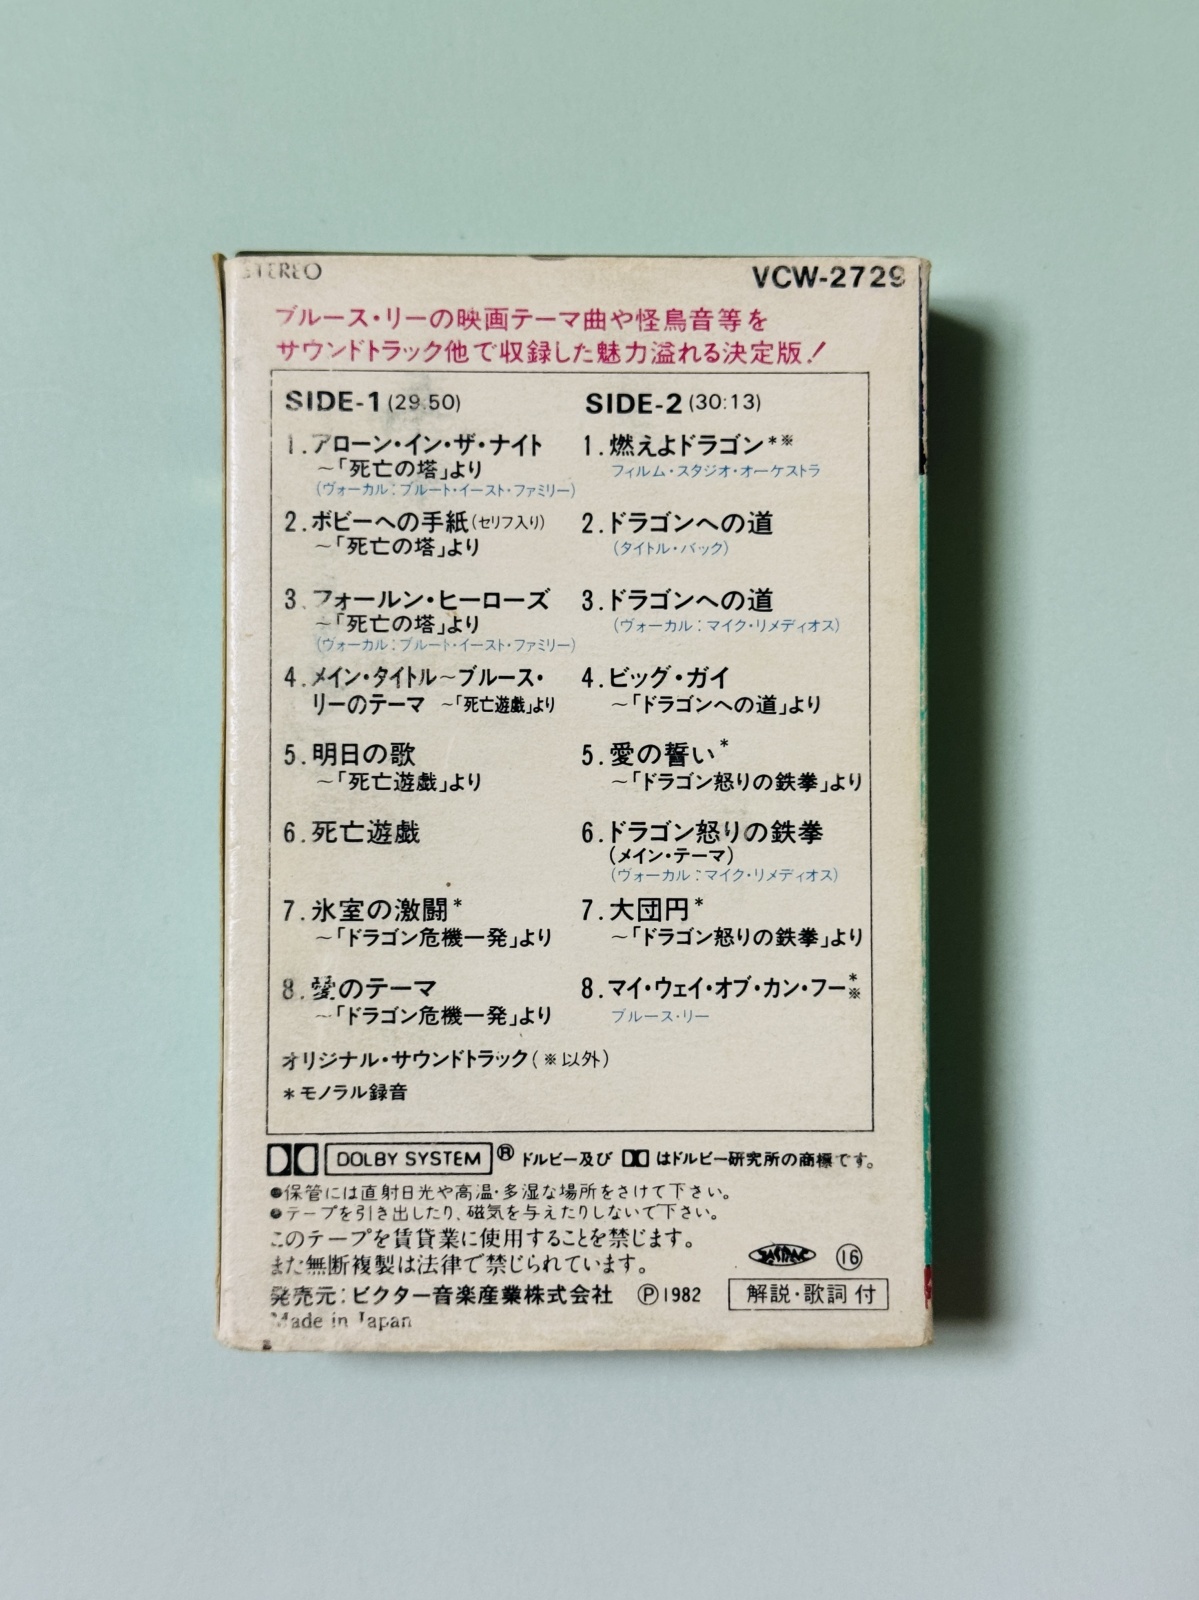 STEREO
VCW-2729
ブルース・リーの映画テーマ曲や怪鳥音等を
サウンドトラック他で収録した魅力溢れる決定版!
SIDE-1(29:50)
1.アローン・イン・ザ・ナイト
~「死亡の塔」より
(ヴォーカル:ブルート・イースト・ファミリー)
2.ボビーへの手紙(セリフ入り)
~「死亡の塔」より
3.フォールン・ヒーローズ
~「死亡の塔」より
(ヴォーカル:ブルート・イースト・ファミリー)
4.メイン・タイトル~ブルース・
リーのテーマ ~「死亡遊戯」より
5.明日の歌
~「死亡遊戯」より
6.死亡遊戯
7.氷室の激闘*
~「ドラゴン危機一発」より
8.愛のテーマ
~「ドラゴン危機一発」より
SIDE-2(30:13)
1.燃えよドラゴン*※
フィルム・スタジオ・オーケストラ
2.ドラゴンへの道
(タイトル・バック)
3.ドラゴンへの道
(ヴォーカル:マイク・リメディオス)
4.ビッグ・ガイ
~「ドラゴンへの道」より
5.愛の誓い*
~「ドラゴン怒りの鉄拳」より
6.ドラゴン怒りの鉄拳
(メイン・テーマ)
(ヴォーカル:マイク・リメディオス)
7.大団円*
~「ドラゴン怒りの鉄拳」より
8.マイ・ウェイ・オブ・カン・フー*※
ブルース・リー
オリジナル・サウンドトラック(※以外)
*モノラル録音
DOLBY SYSTEM ® ドルビー及び はドルビー研究所の商標です。
●保管には直射日光や高温・多湿な場所をさけて下さい。
●テープを引き出したり、磁気を与えたりしないで下さい。
このテープを賃貸業に使用することを禁じます。
また無断複製は法律で禁じられています。
JASRAC ⑯
発売元:ビクター音楽産業株式会社 Ⓟ1982 解説・歌詞付
Made in Japan